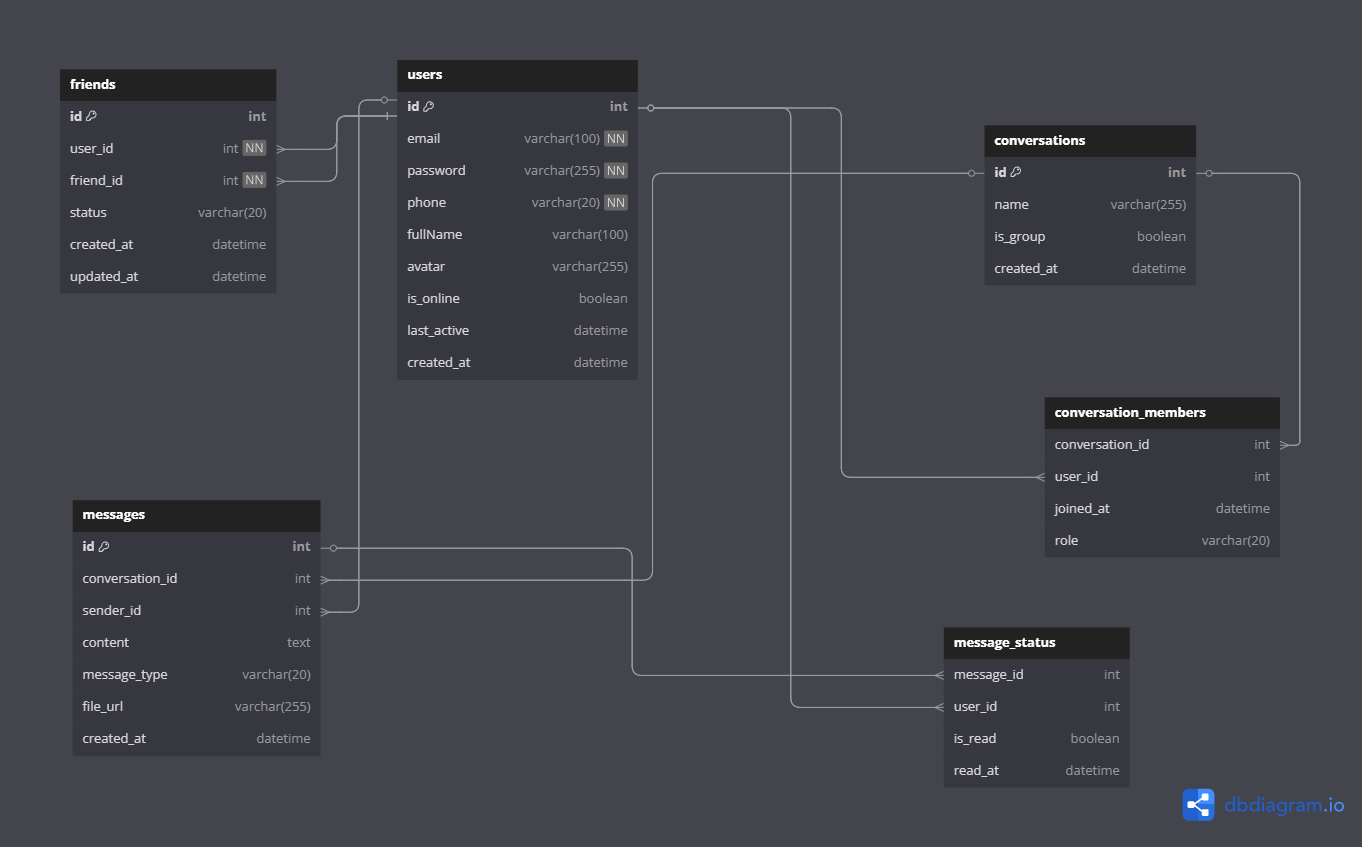 friends
id int
user_id int NN
friend_id int NN
status varchar(20)
created_at datetime
updated_at datetime
users
id int
email varchar(100) NN
password varchar(255) NN
phone varchar(20) NN
fullName varchar(100)
avatar varchar(255)
is_online boolean
last_active datetime
created_at datetime
conversations
id int
name varchar(255)
is_group boolean
created_at datetime
conversation_members
conversation_id int
user_id int
joined_at datetime
role varchar(20)
messages
id int
conversation_id int
sender_id int
content text
message_type varchar(20)
file_url varchar(255)
created_at datetime
message_status
message_id int
user_id int
is_read boolean
read_at datetime
dbdiagram.io